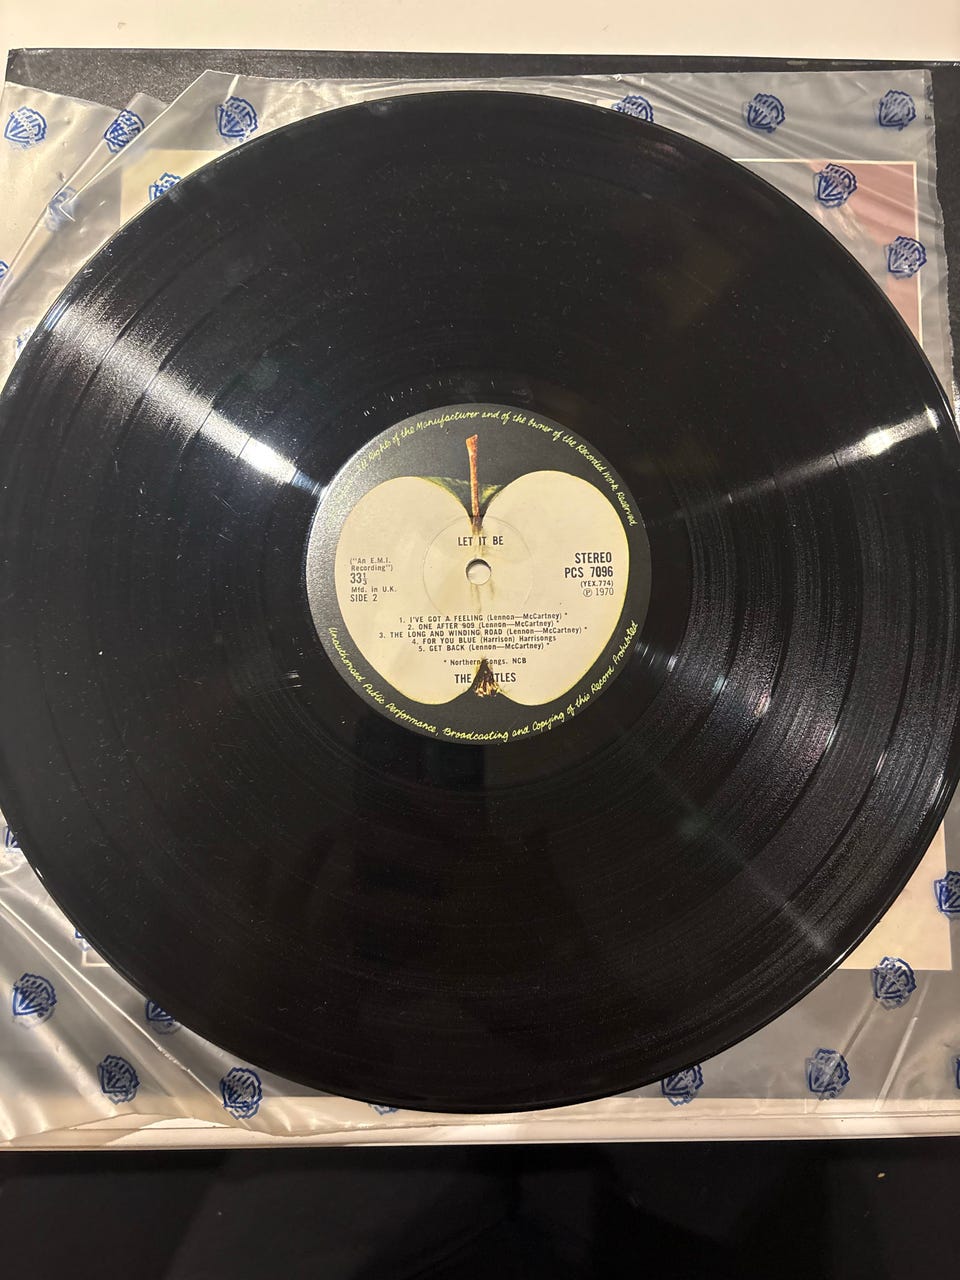 All Rights of the Manufacturer and of the Owner of the Recorded Work Reserved
LET IT BE
("An E.M.I.
Recording")
33⅓
Mfd. in U.K.
SIDE 2
STEREO
PCS 7096
(YEX.774)
℗ 1970
1. I'VE GOT A FEELING (Lennon—McCartney) *
2. ONE AFTER 909 (Lennon—McCartney) *
3. THE LONG AND WINDING ROAD (Lennon—McCartney) *
4. FOR YOU BLUE (Harrison) Harrisongs
5. GET BACK (Lennon—McCartney) *
* Northern Songs. NCB
THE BEATLES
Unauthorised Public Performance, Broadcasting and Copying of this Record Prohibited